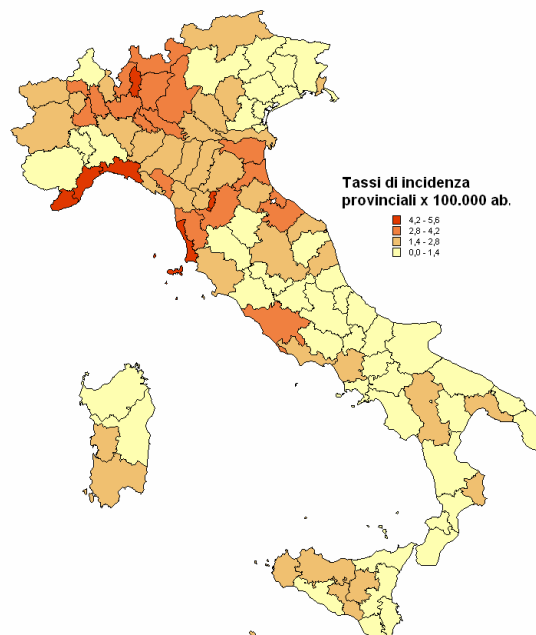 Tassi di incidenza
provinciali x 100.000 ab.
4,2 - 5,6
2,8 - 4,2
1,4 - 2,8
0,0 - 1,4